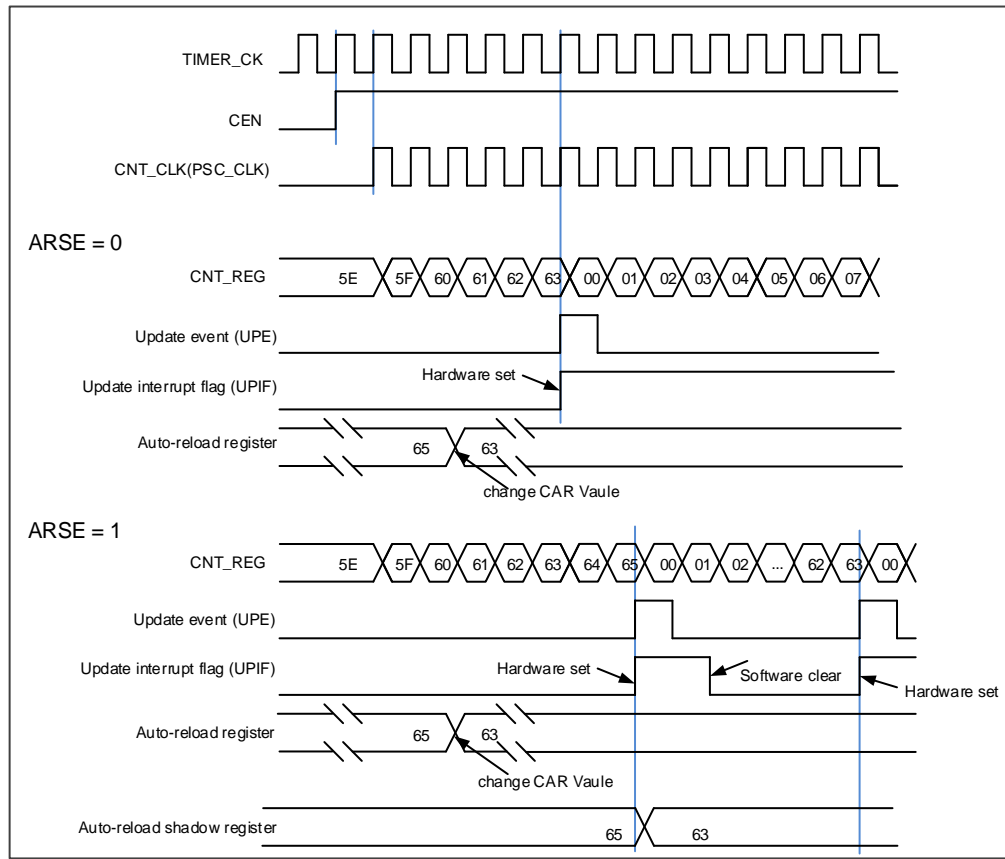 TIMER_CK
CEN
CNT_CLK(PSC_CLK)
ARSE = 0
CNT_REG 5E 5F 60 61 62 63 00 01 02 03 04 05 06 07
Update event (UPE)
Hardware set
Update interrupt flag (UPIF)
Auto-reload register 65 63
change CAR Vaule
ARSE = 1
CNT_REG 5E 5F 60 61 62 63 64 65 00 01 02 ... 62 63 00
Update event (UPE)
Update interrupt flag (UPIF) Hardware set Software clear
Hardware set
Auto-reload register 65 63
change CAR Vaule
Auto-reload shadow register 65 63